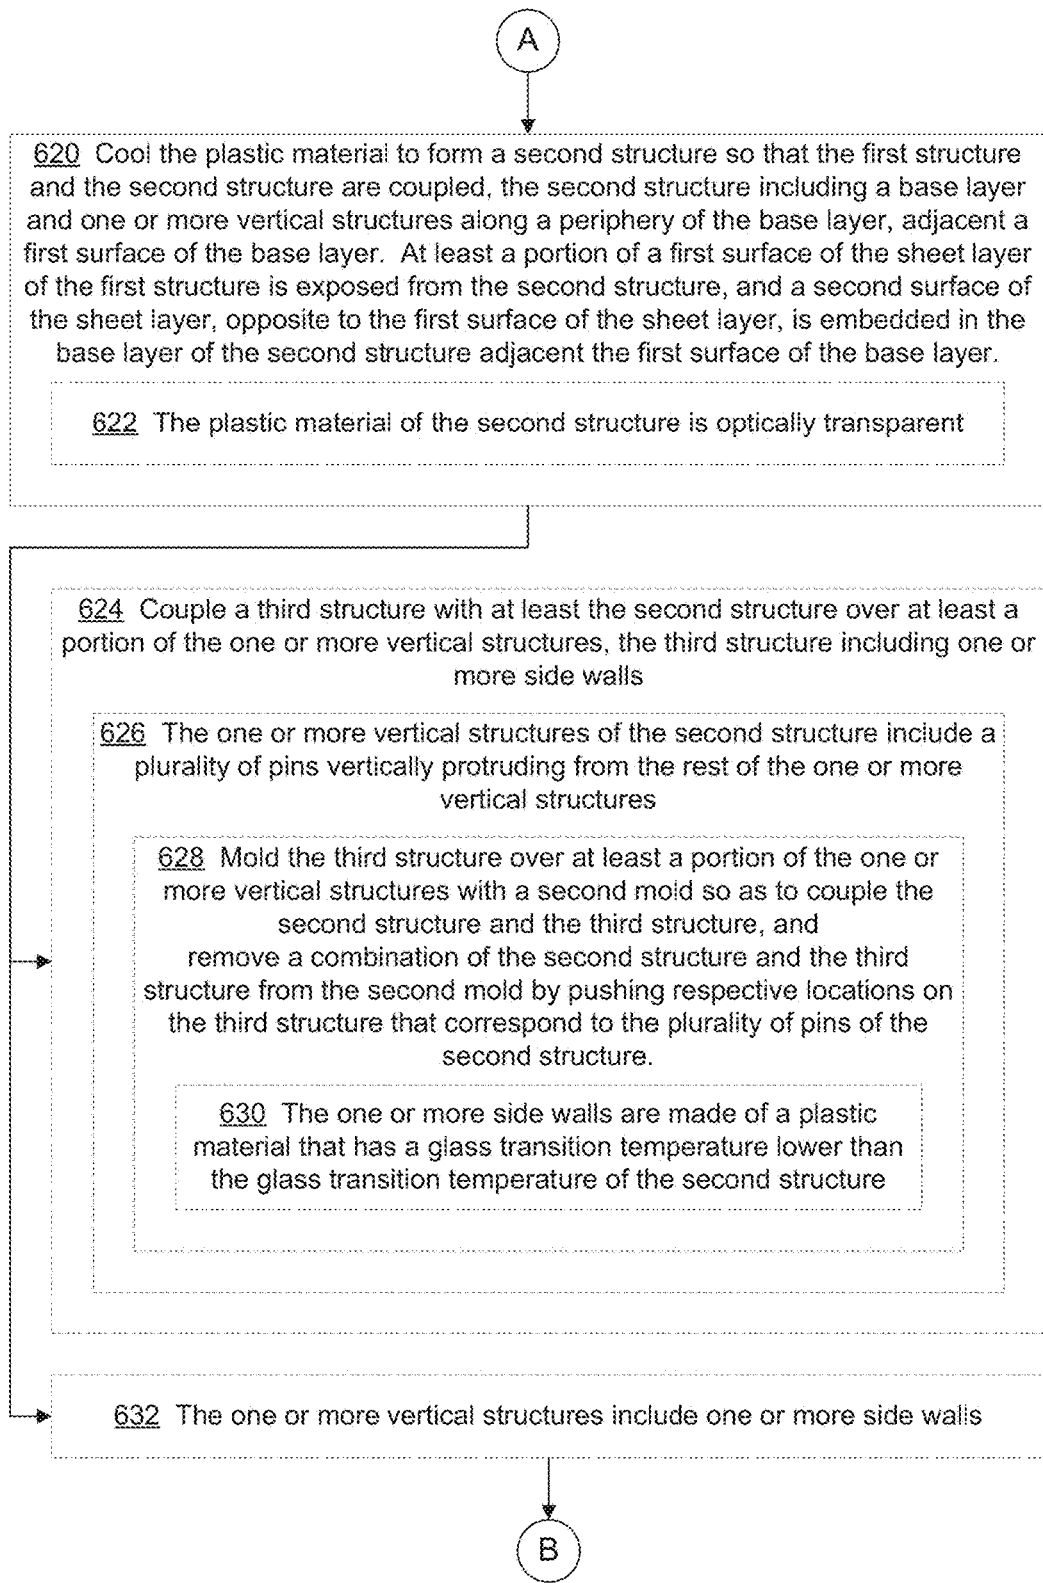 A
620 Cool the plastic material to form a second structure so that the first structure
and the second structure are coupled, the second structure including a base layer
and one or more vertical structures along a periphery of the base layer, adjacent a
first surface of the base layer. At least a portion of a first surface of the sheet layer
of the first structure is exposed from the second structure, and a second surface of
the sheet layer, opposite to the first surface of the sheet layer, is embedded in the
base layer of the second structure adjacent the first surface of the base layer.
622 The plastic material of the second structure is optically transparent
624 Couple a third structure with at least the second structure over at least a
portion of the one or more vertical structures, the third structure including one or
more side walls
626 The one or more vertical structures of the second structure include a
plurality of pins vertically protruding from the rest of the one or more
vertical structures
628 Mold the third structure over at least a portion of the one or
more vertical structures with a second mold so as to couple the
second structure and the third structure, and
remove a combination of the second structure and the third
structure from the second mold by pushing respective locations on
the third structure that correspond to the plurality of pins of the
second structure.
630 The one or more side walls are made of a plastic
material that has a glass transition temperature lower than
the glass transition temperature of the second structure
632 The one or more vertical structures include one or more side walls
B